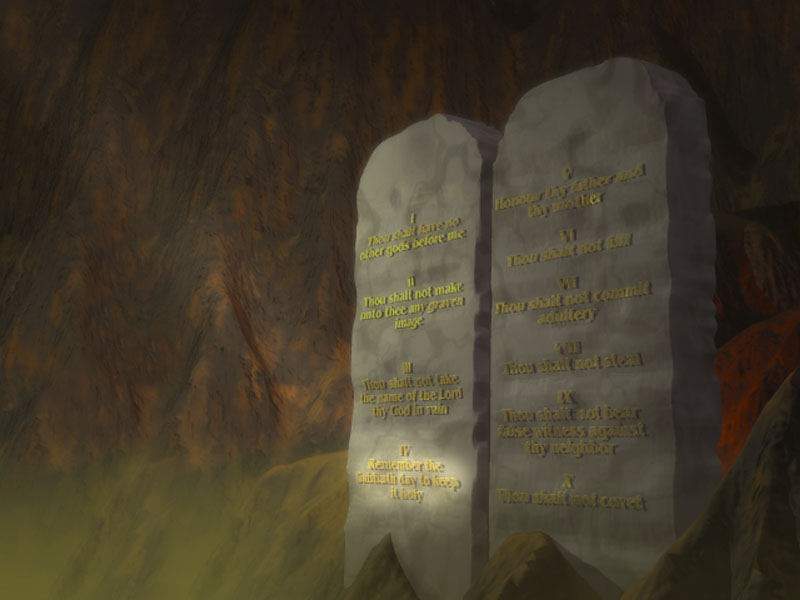 I
Thou shalt have no
other gods before me
II
Thou shalt not make
unto thee any graven
image
III
Thou shalt not take
the name of the Lord
thy God in vain
IV
Remember the
Sabbath day to keep
it holy
V
Honour thy father and
thy mother
VI
Thou shalt not kill
VII
Thou shalt not commit
adultery
VIII
Thou shalt not steal
IX
Thou shalt not bear
false witness against
thy neighbor
X
Thou shalt not covet